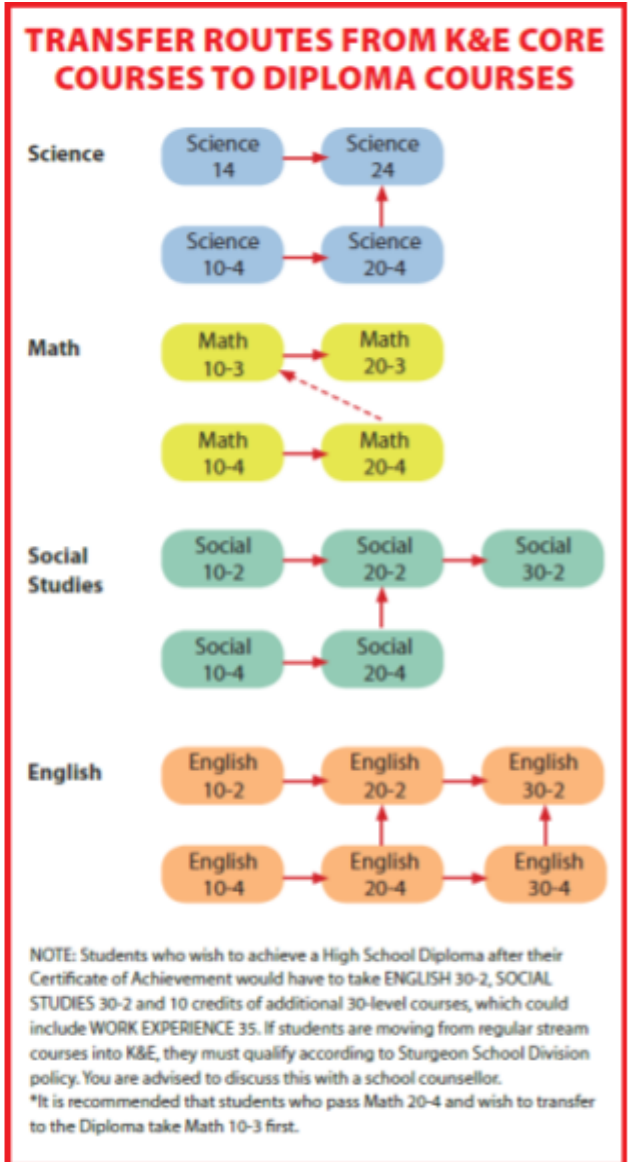 TRANSFER ROUTES FROM K&E CORE
COURSES TO DIPLOMA COURSES
Science
Science
14
Science
24
Science
10-4
Science
20-4
Math
Math
10-3
Math
20-3
Math
10-4
Math
20-4
Social
Studies
Social
10-2
Social
20-2
Social
30-2
Social
10-4
Social
20-4
English
English
10-2
English
20-2
English
30-2
English
10-4
English
20-4
English
30-4
NOTE: Students who wish to achieve a High School Diploma after their
Certificate of Achievement would have to take ENGLISH 30-2, SOCIAL
STUDIES 30-2 and 10 credits of additional 30-level courses, which could
include WORK EXPERIENCE 35. If students are moving from regular stream
courses into K&E, they must qualify according to Sturgeon School Division
policy. You are advised to discuss this with a school counsellor.
*It is recommended that students who pass Math 20-4 and wish to transfer
to the Diploma take Math 10-3 first.